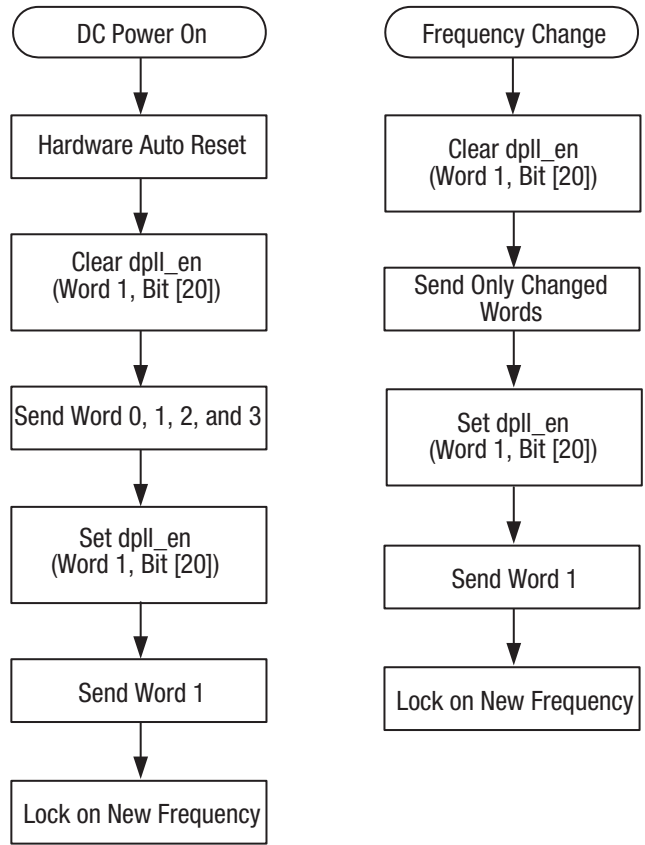 DC Power On
Hardware Auto Reset
Clear dpll_en
(Word 1, Bit [20])
Send Word 0, 1, 2, and 3
Set dpll_en
(Word 1, Bit [20])
Send Word 1
Lock on New Frequency
Frequency Change
Clear dpll_en
(Word 1, Bit [20])
Send Only Changed
Words
Set dpll_en
(Word 1, Bit [20])
Send Word 1
Lock on New Frequency